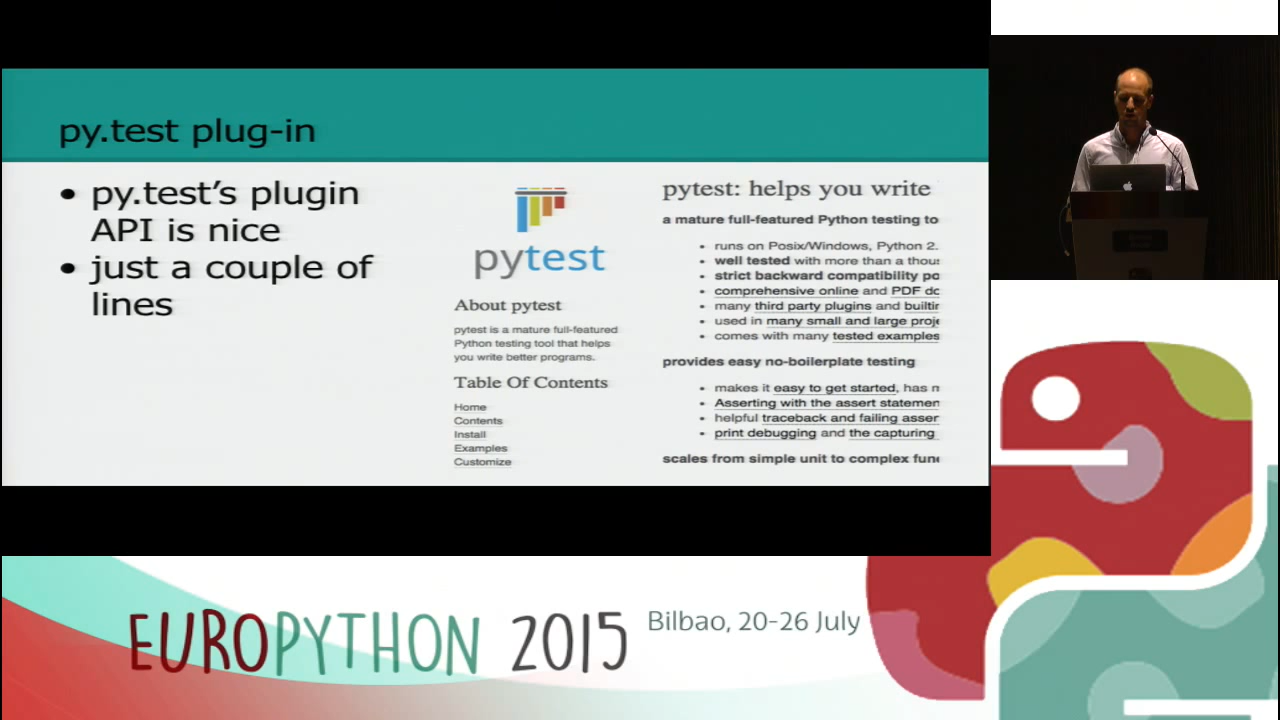 py.test plug-in
• py.test’s plugin
API is nice
• just a couple of
lines
pytest
About pytest
pytest is a mature full-featured
Python testing tool that helps
you write better programs.
Table Of Contents
Home
Contents
Install
Examples
Customize
pytest: helps you write
a mature full-featured Python testing to
• runs on Posix/Windows, Python 2.
• well tested with more than a thou
• strict backward compatibility po
• comprehensive online and PDF do
• many third party plugins and builtin
• used in many small and large proje
• comes with many tested examples
provides easy no-boilerplate testing
• makes it easy to get started, has m
• Asserting with the assert statemen
• helpful traceback and failing asser
• print debugging and the capturing
scales from simple unit to complex func
EUROPYTHON 2015
Bilbao, 20-26 July